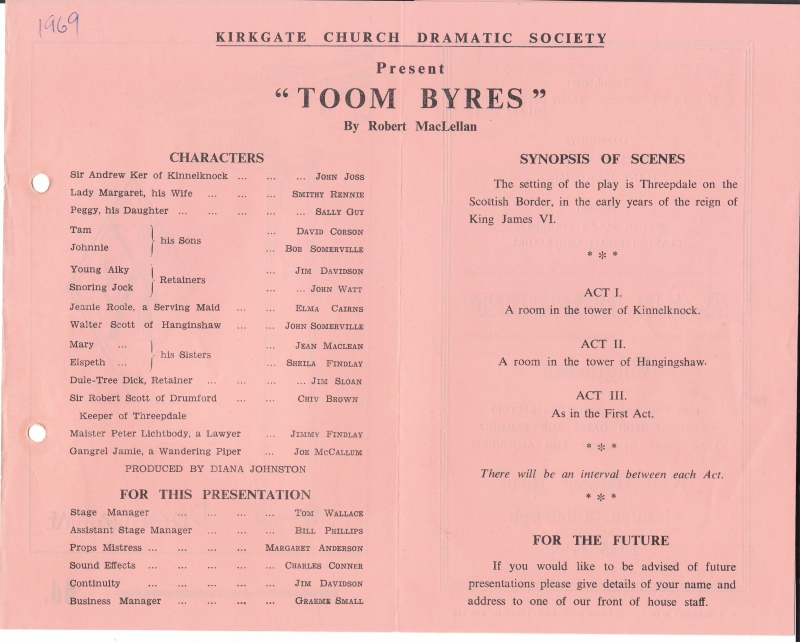 1969
KIRKGATE CHURCH DRAMATIC SOCIETY
Present
“TOOM BYRES”
By Robert MacLellan
CHARACTERS
Sir Andrew Ker of Kinnelknock ... ... ... JOHN JOSS
Lady Margaret, his Wife ... ... ... SMITHY RENNIE
Peggy, his Daughter ... ... ... ... ... SALLY GUY
Tam ... DAVID CORSON
his Sons
Johnnie ... BOB SOMERVILLE
Young Aiky ... JIM DAVIDSON
Retainers
Snoring Jock ... ... JOHN WATT
Jeanie Roole, a Serving Maid ... ... ELMA CAIRNS
Walter Scott of Hanginshaw ... ... JOHN SOMERVILLE
Mary ... ... JEAN MACLEAN
his Sisters
Elspeth ... ... SHEILA FINDLAY
Dule-Tree Dick, Retainer ... ... ... ... JIM SLOAN
Sir Robert Scott of Drumford ... ... CHIV BROWN
Keeper of Threepdale
Maister Peter Lichtbody, a Lawyer ... JIMMY FINDLAY
Gangrel Jamie, a Wandering Piper ... JOE MCCALLUM
PRODUCED BY DIANA JOHNSTON
FOR THIS PRESENTATION
Stage Manager ... ... ... ... TOM WALLACE
Assistant Stage Manager ... ... ... BILL PHILLIPS
Props Mistress ... ... ... ... MARGARET ANDERSON
Sound Effects ... ... ... ... CHARLES CONNER
Continuity ... ... ... ... JIM DAVIDSON
Business Manager ... ... ... ... GRAEME SMALL
SYNOPSIS OF SCENES
The setting of the play is Threepdale on the
Scottish Border, in the early years of the reign of
King James VI.
* * *
ACT I.
A room in the tower of Kinnelknock.
ACT II.
A room in the tower of Hangingshaw.
ACT III.
As in the First Act.
* * *
There will be an interval between each Act.
* * *
FOR THE FUTURE
If you would like to be advised of future
presentations please give details of your name and
address to one of our front of house staff.